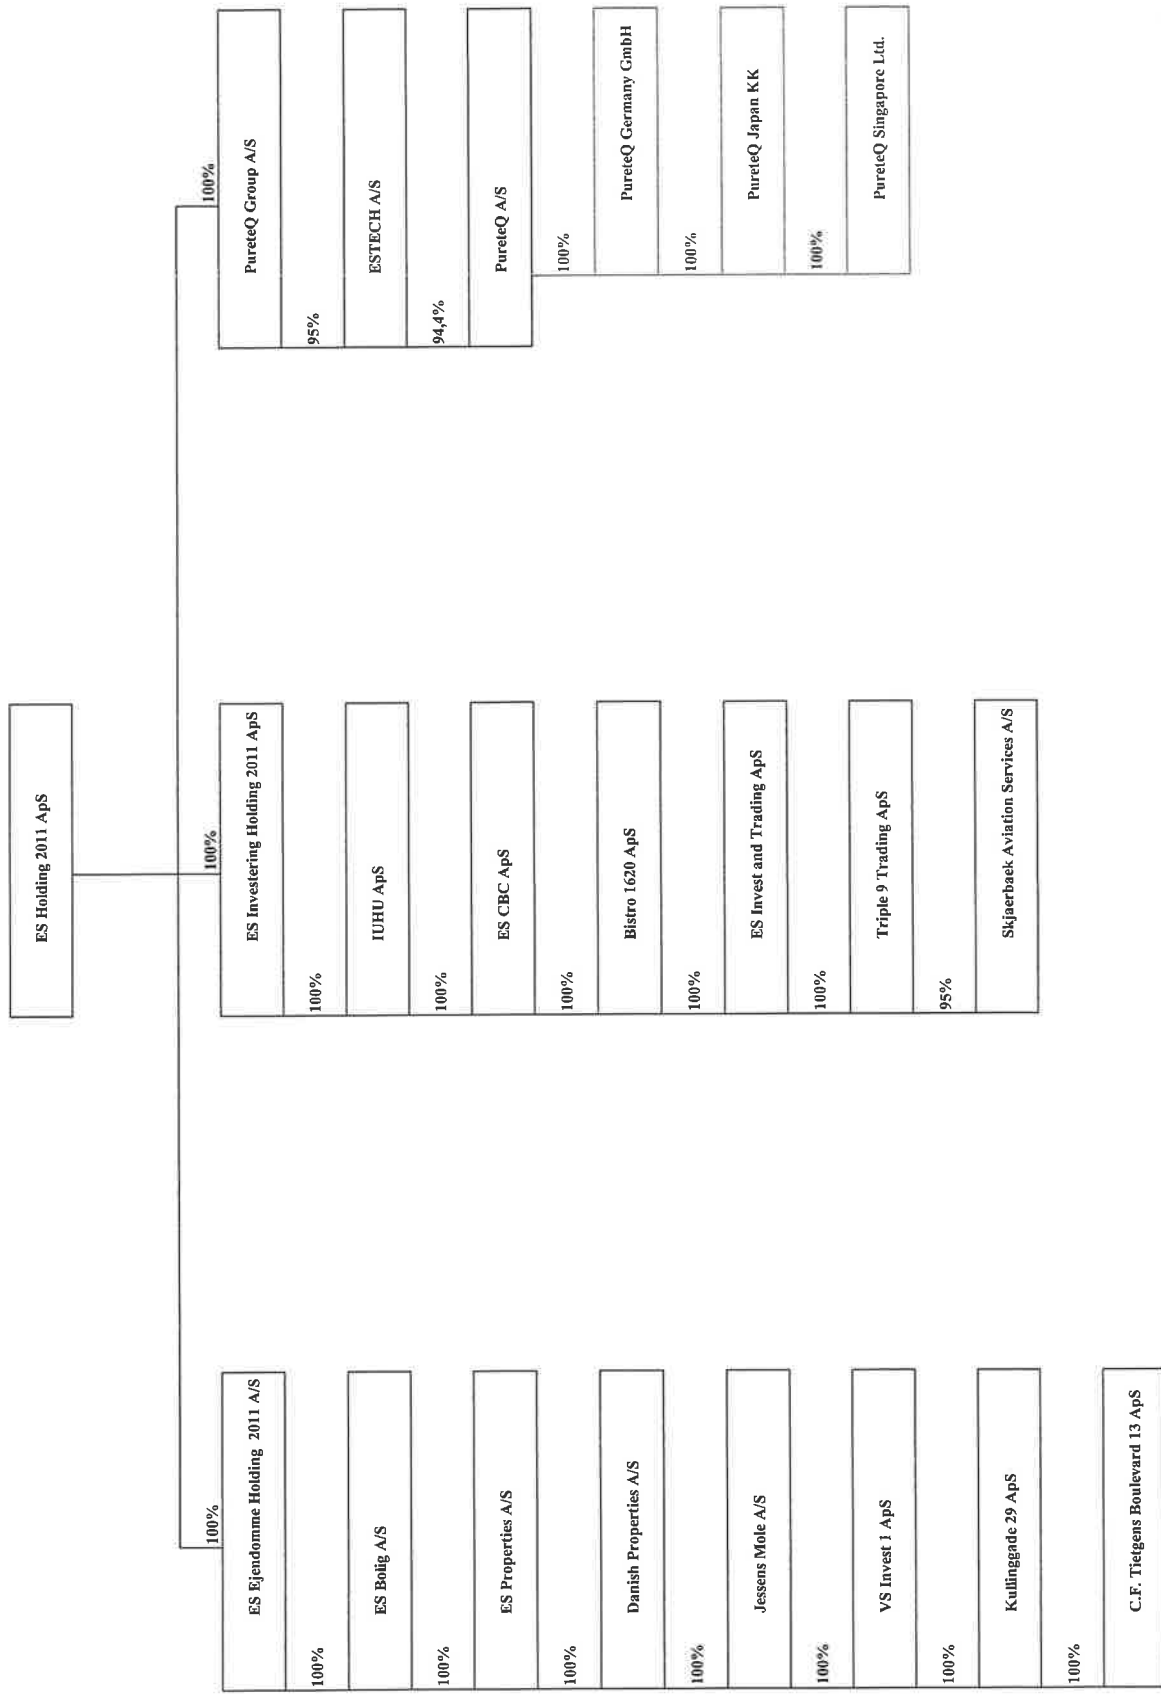 ES Holding 2011 ApS
100%
ES Ejendomme Holding 2011 A/S
100%
ES Bolig A/S
100%
ES Properties A/S
100%
Danish Properties A/S
100%
Jessens Mole A/S
100%
VS Invest 1 ApS
100%
Kullinggade 29 ApS
100%
C.F. Tietgens Boulevard 13 ApS
100%
ES Investering Holding 2011 ApS
100%
IUHU ApS
100%
ES CBC ApS
100%
Bistro 1620 ApS
100%
ES Invest and Trading ApS
100%
Triple 9 Trading ApS
95%
Skjaerbaek Aviation Services A/S
100%
PureteQ Group A/S
95%
ESTECH A/S
94,4%
PureteQ A/S
100%
PureteQ Germany GmbH
100%
PureteQ Japan KK
100%
PureteQ Singapore Ltd.